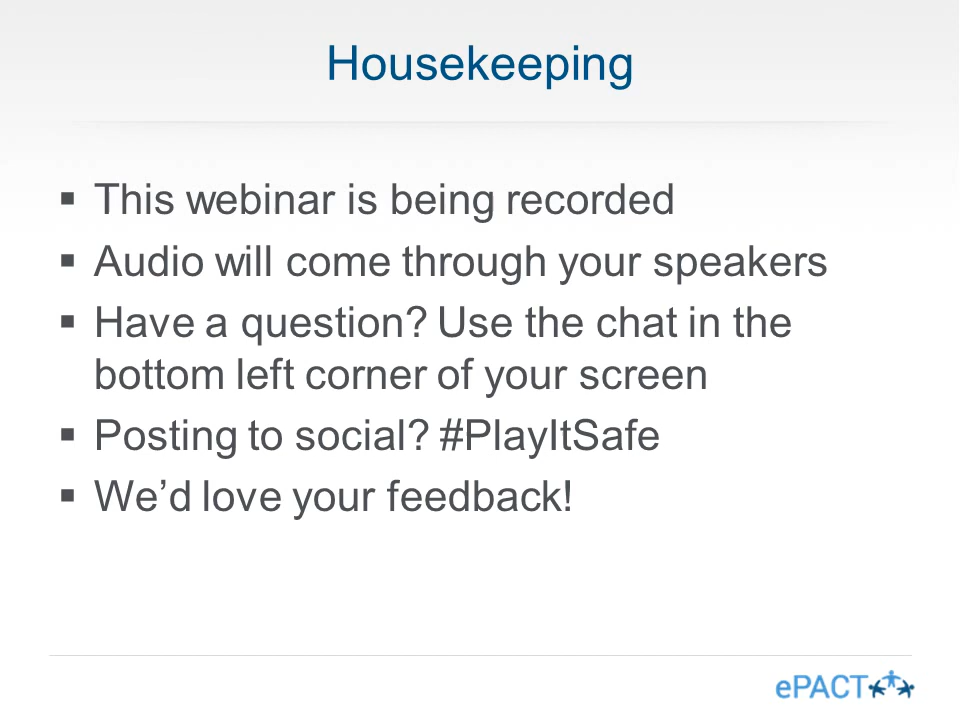 Housekeeping
▪ This webinar is being recorded
▪ Audio will come through your speakers
▪ Have a question? Use the chat in the
bottom left corner of your screen
▪ Posting to social? #PlayItSafe
▪ We’d love your feedback!
ePACT